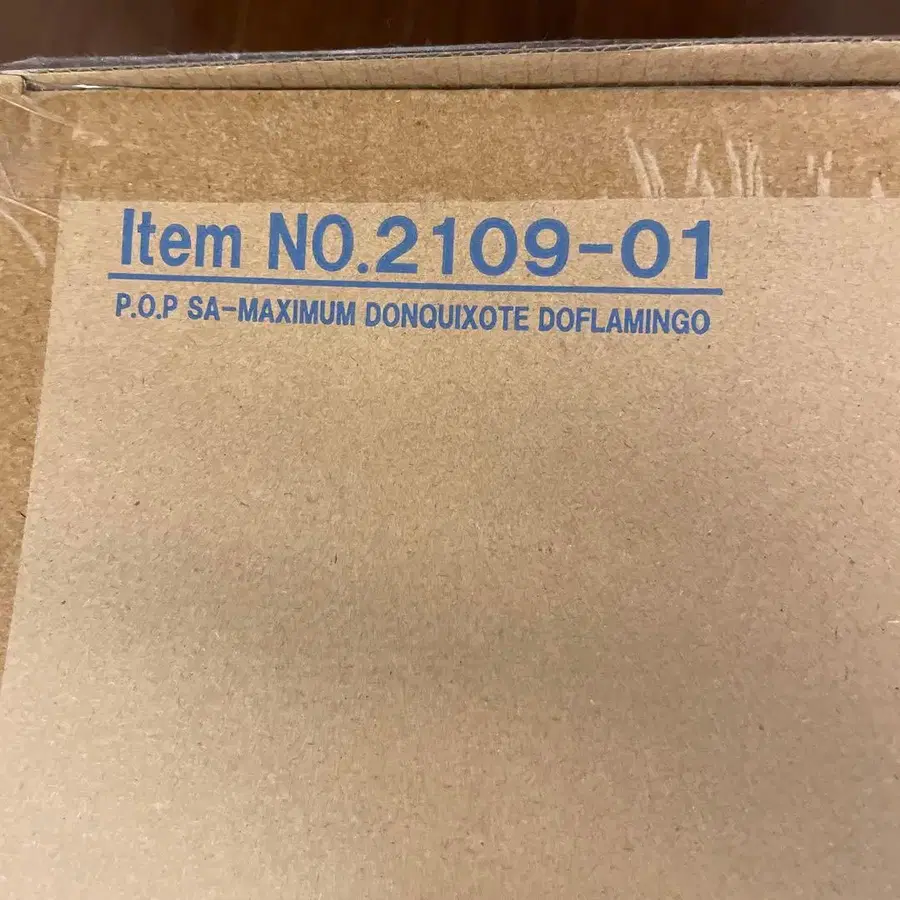 Item NO.2109-01
P.O.P SA-MAXIMUM DONQUIXOTE DOFLAMINGO